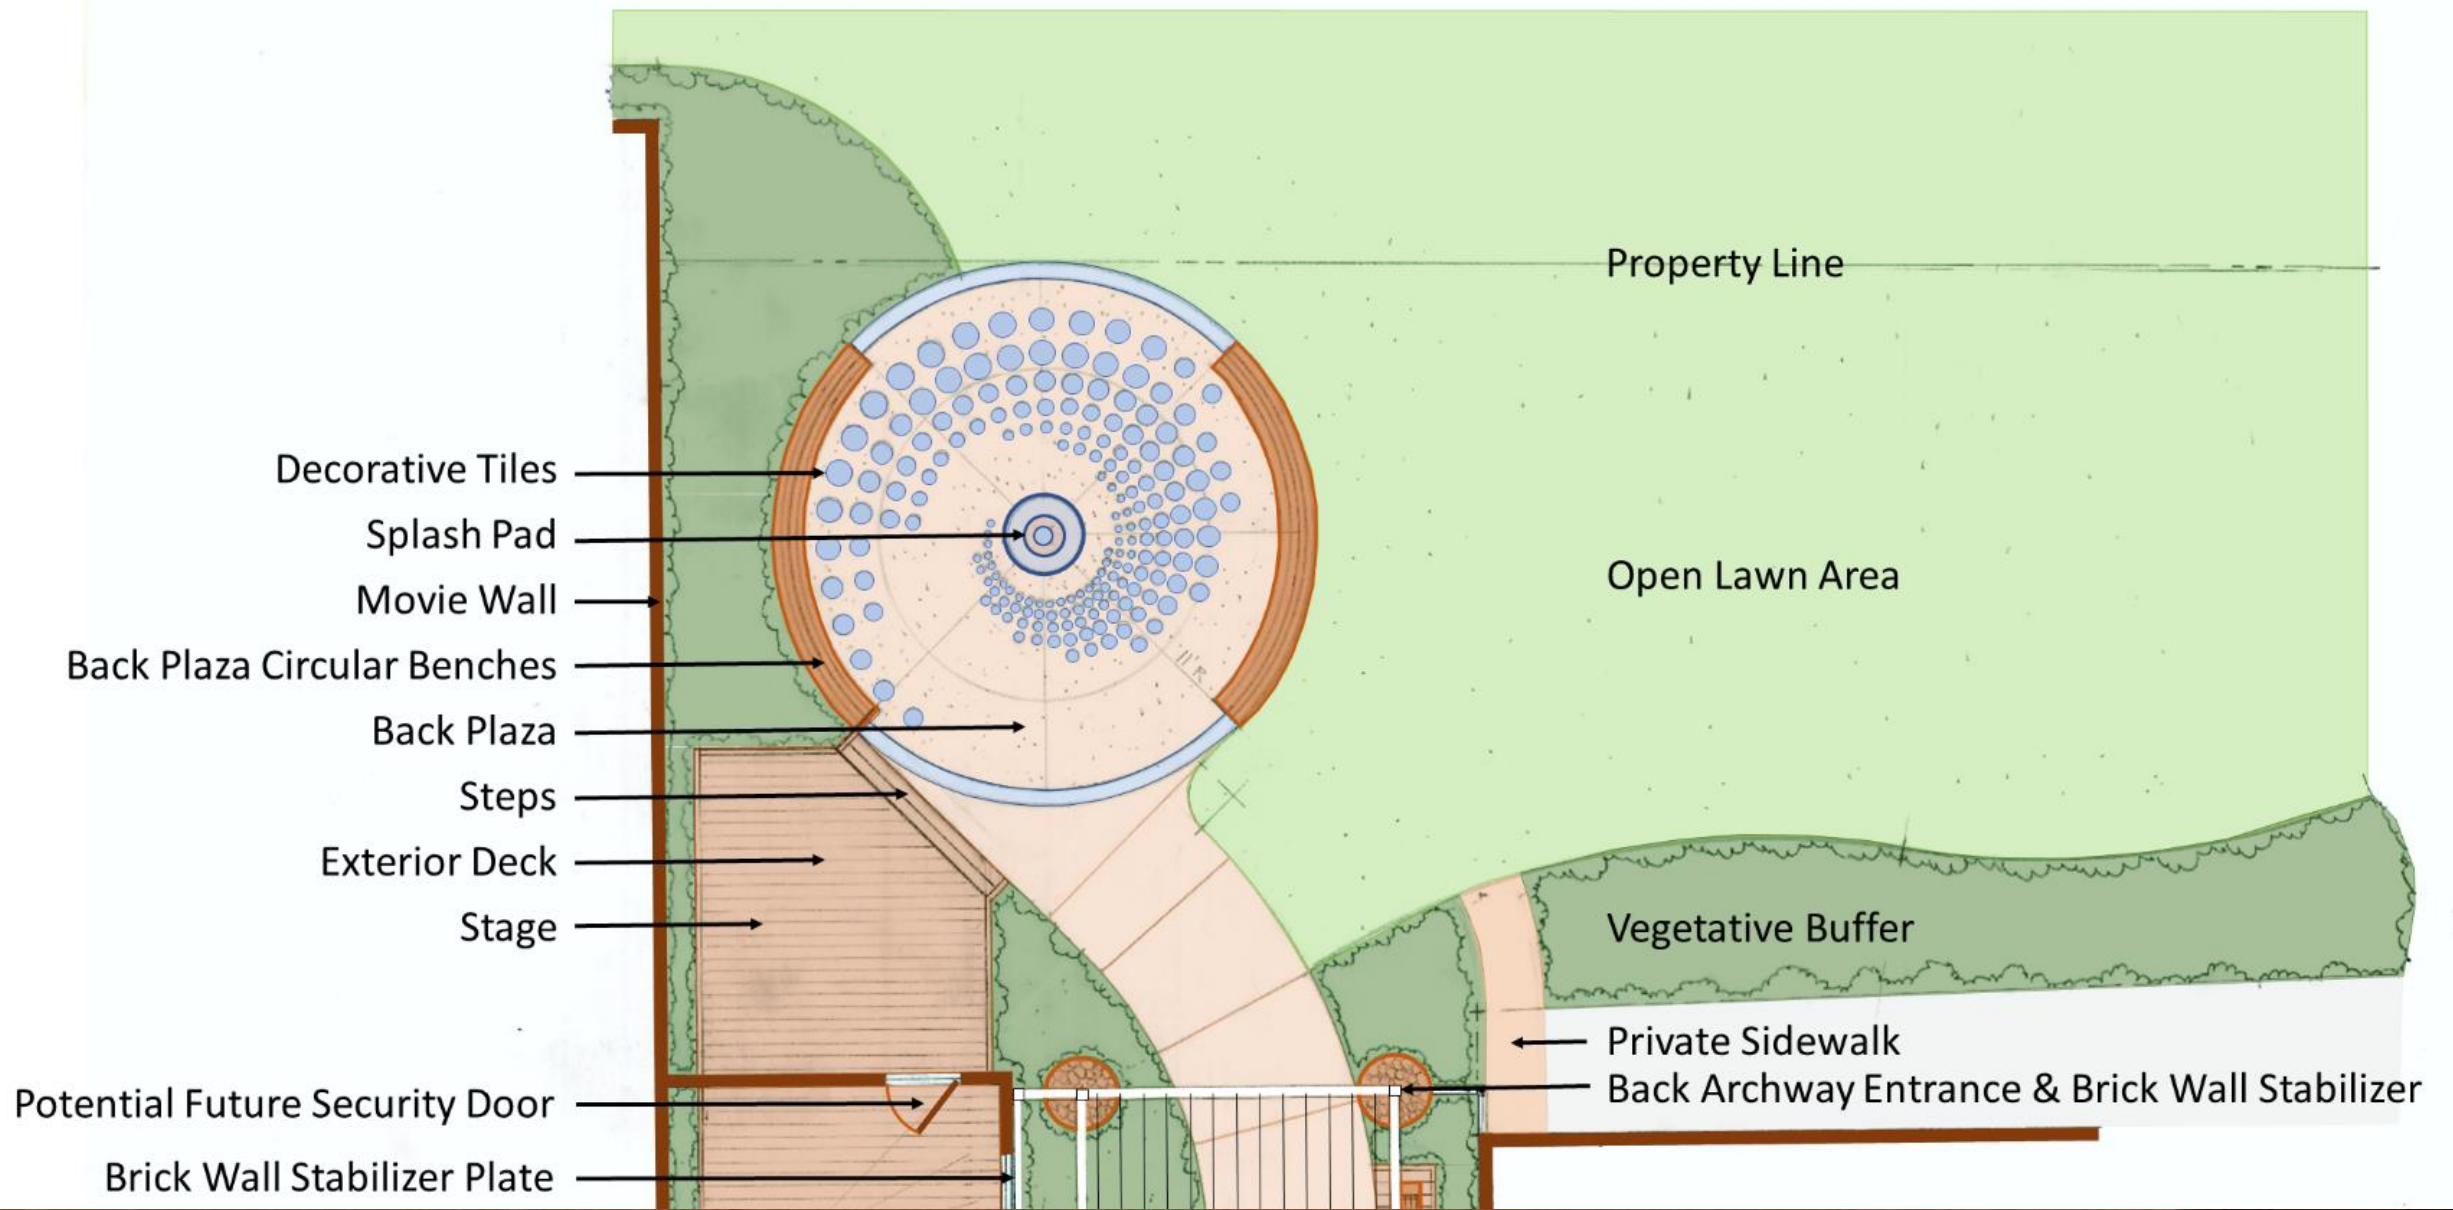 Property Line
Decorative Tiles
Splash Pad
Open Lawn Area
Movie Wall
Back Plaza Circular Benches
11'R
Back Plaza
Steps
Exterior Deck
Stage
Vegetative Buffer
Private Sidewalk
Back Archway Entrance & Brick Wall Stabilizer
Potential Future Security Door
Brick Wall Stabilizer Plate